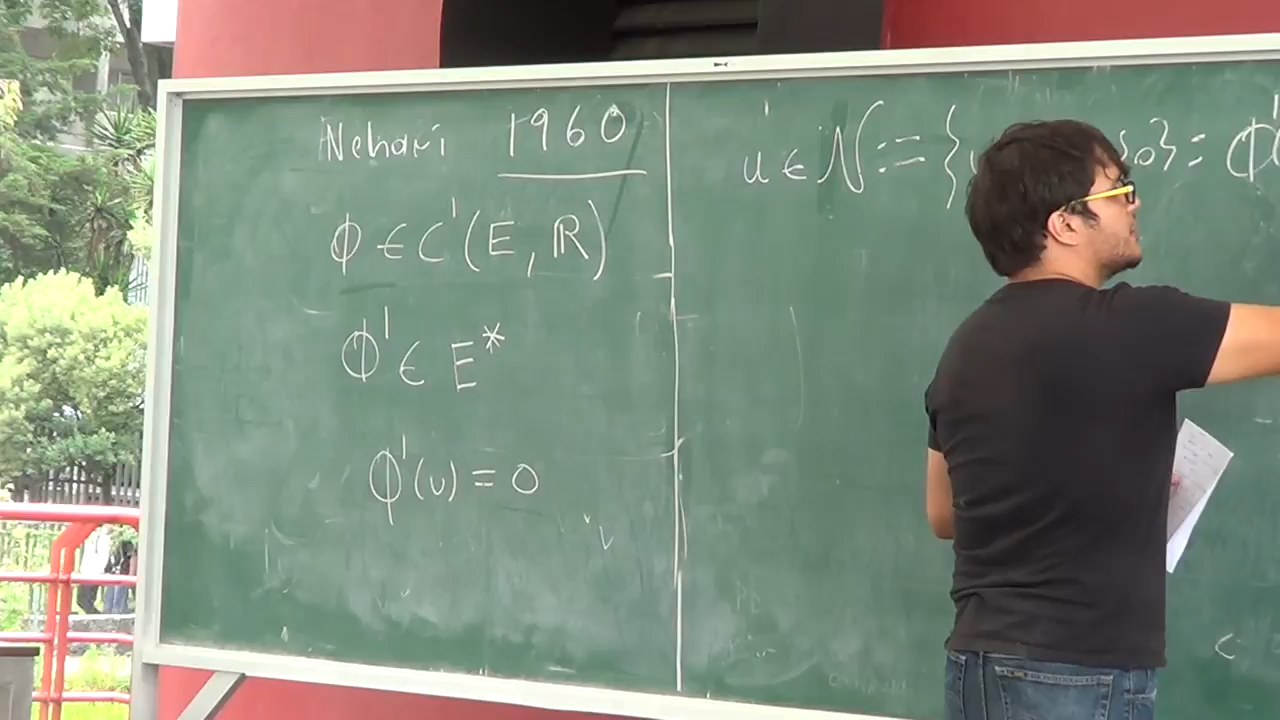 Nehari 1960
Φ ∈ C¹(E, ℝ)
Φ' ∈ E*
Φ'(u) = 0
u ∈ N := { 0} : Φ'